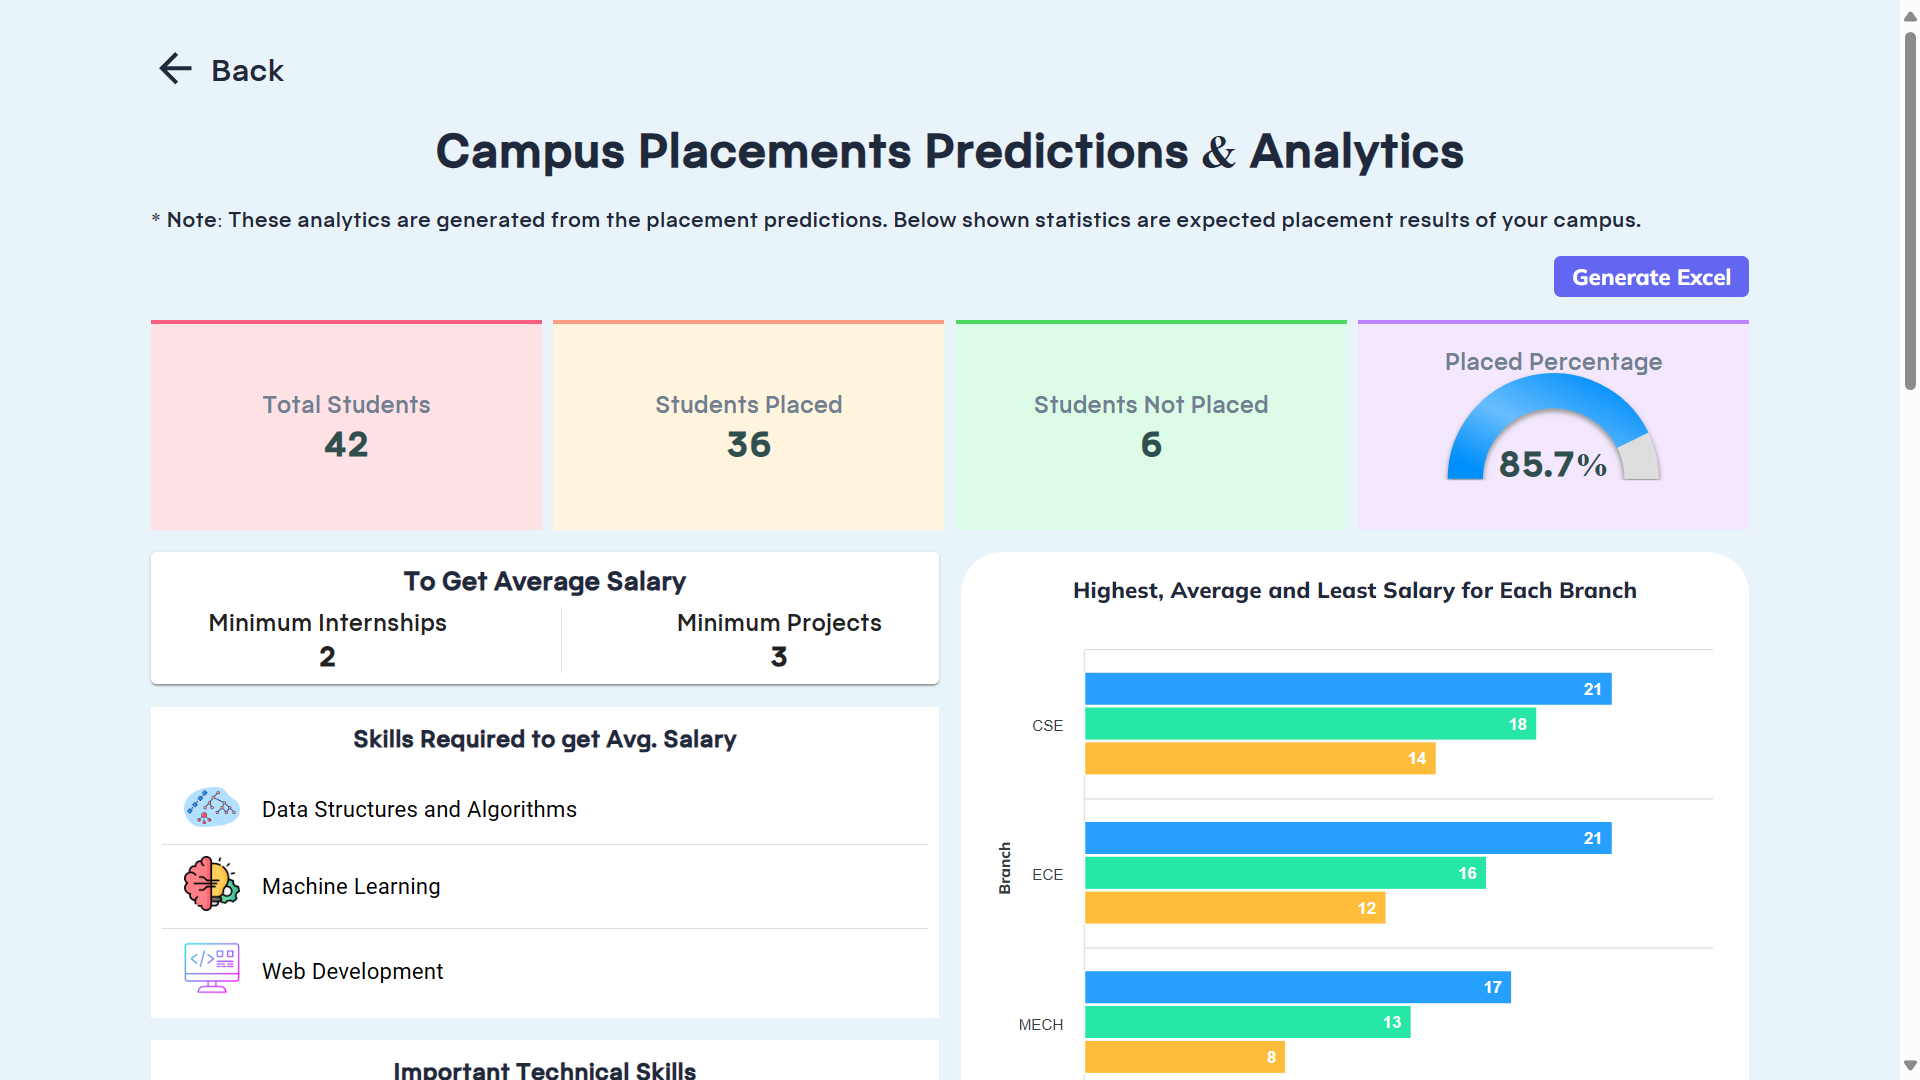 Back
Campus Placements Predictions & Analytics
* Note: These analytics are generated from the placement predictions. Below shown statistics are expected placement results of your campus.
Generate Excel
Total Students
42
Students Placed
36
Students Not Placed
6
Placed Percentage
85.7%
To Get Average Salary
Minimum Internships
2
Minimum Projects
3
Skills Required to get Avg. Salary
Data Structures and Algorithms
Machine Learning
</> Web Development
Important Technical Skills
Highest, Average and Least Salary for Each Branch
Branch
CSE
21
18
14
ECE
21
16
12
MECH
17
13
8